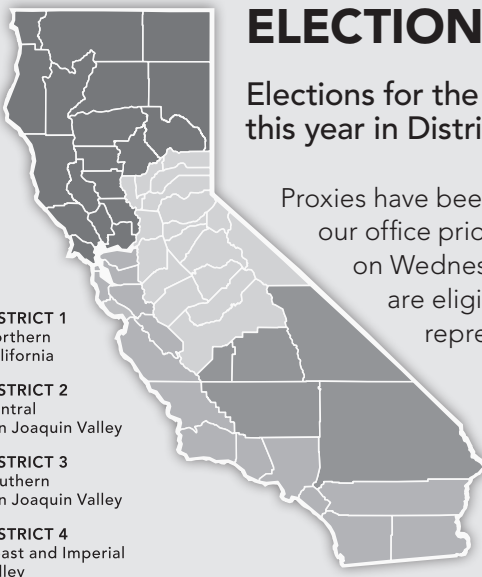 ELECTION
Elections for the
this year in Distri
Proxies have bee
our office prio
on Wednes
are eligi
repre
STRICT 1
orthern
lifornia
STRICT 2
ntral
n Joaquin Valley
STRICT 3
uthern
n Joaquin Valley
STRICT 4
ast and Imperial
lley